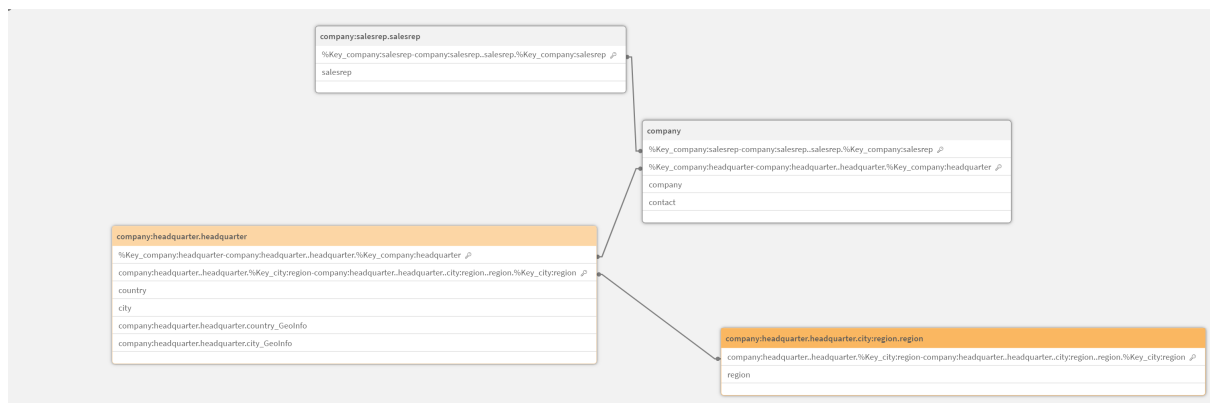 company:salesrep.salesrep
%Key_company:salesrep-company:salesrep..salesrep.%Key_company:salesrep
salesrep
company
%Key_company:salesrep-company:salesrep..salesrep.%Key_company:salesrep
%Key_company:headquarter-company:headquarter..headquarter.%Key_company:headquarter
company
contact
company:headquarter.headquarter
%Key_company:headquarter-company:headquarter..headquarter.%Key_company:headquarter
company:headquarter..headquarter.%Key_city:region-company:headquarter..headquarter..city:region..region.%Key_city:region
country
city
company:headquarter.headquarter.country_GeoInfo
company:headquarter.headquarter.city_GeoInfo
company:headquarter.headquarter.city:region.region
company:headquarter..headquarter.%Key_city:region-company:headquarter..headquarter..city:region..region.%Key_city:region
region